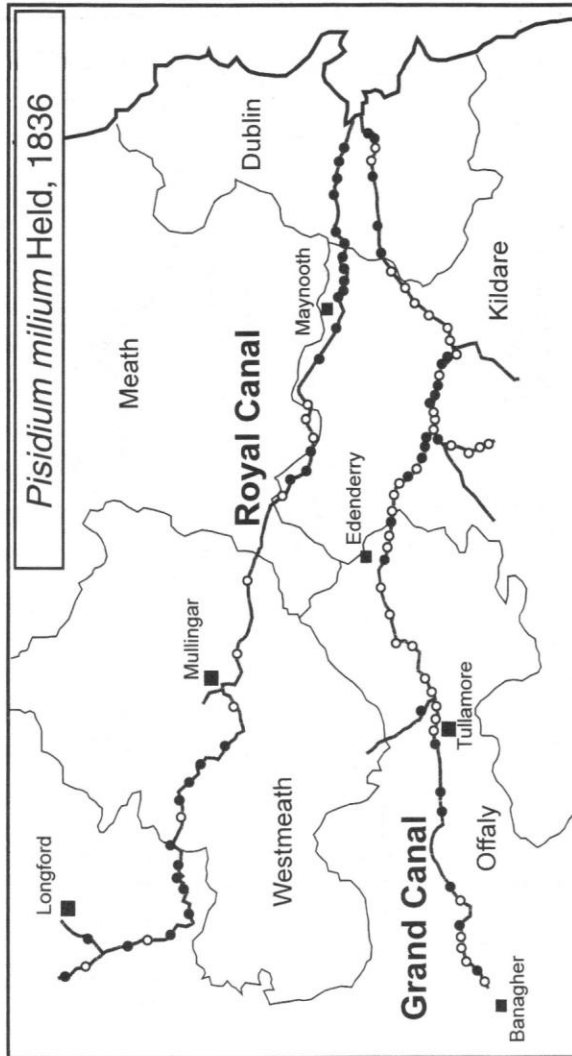 Pisidium milium Held, 1836
Meath
Dublin
Longford
Mullingar
Royal Canal
Maynooth
Westmeath
Edenderry
Kildare
Grand Canal
Tullamore
Offaly
Banagher